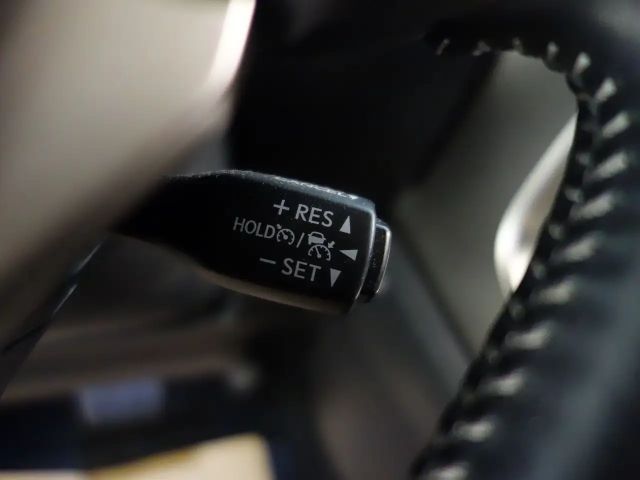 + RES ▲
HOLD /
− SET ▼